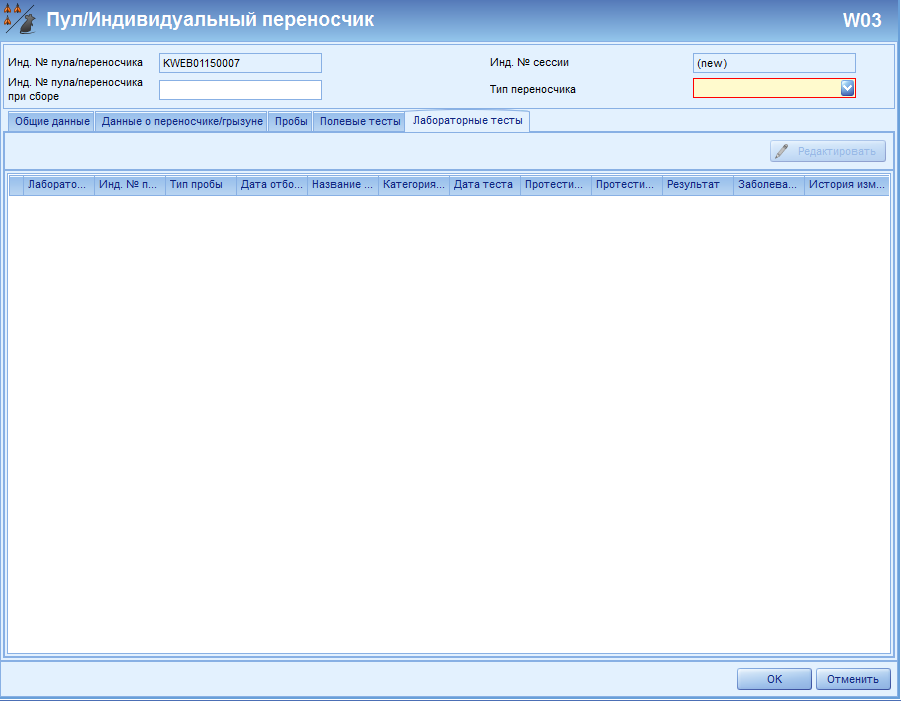 Пул/Индивидуальный переносчик W03
Инд. № пула/переносчика KWEB01150007 Инд. № сессии (new)
Инд. № пула/переносчика
при сборе
Тип переносчика
Общие данные Данные о переносчике/грызуне Пробы Полевые тесты Лабораторные тесты
Редактировать
Лаборато... Инд. № п... Тип пробы Дата отбо... Название ... Категория... Дата теста Протести... Протести... Результат Заболева... История изм...
ОК Отменить